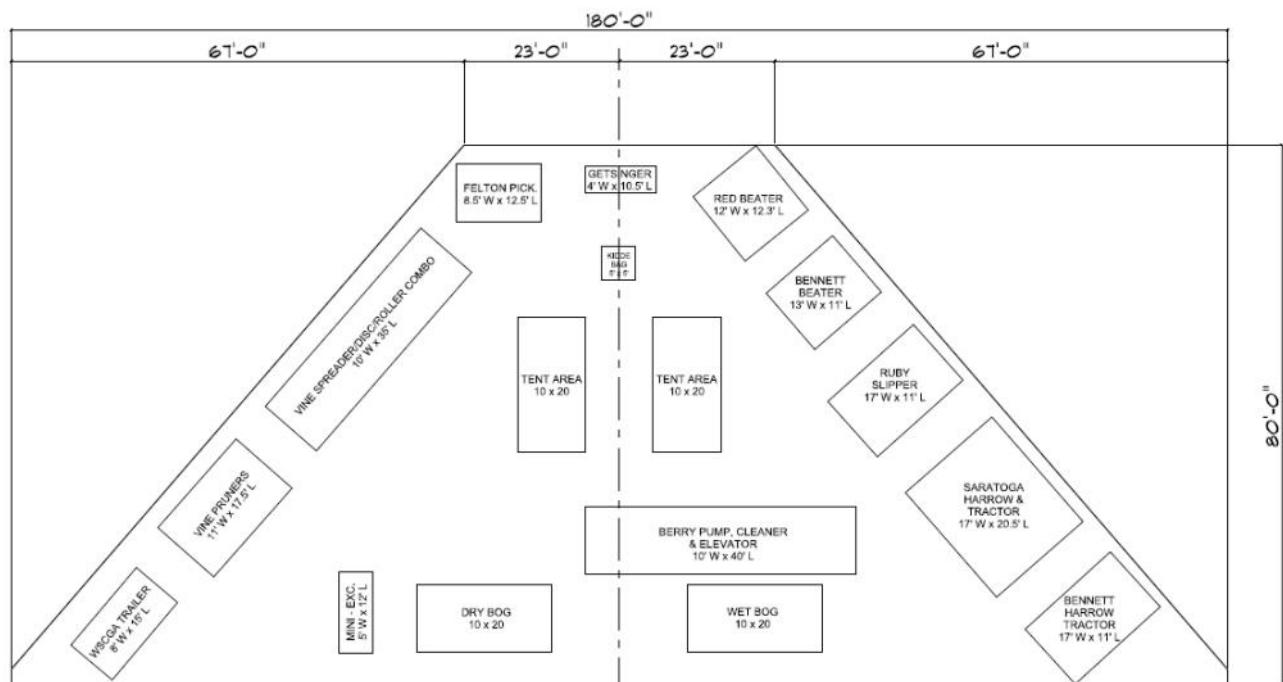 180'-0"
67'-0"
23'-0"
23'-0"
67'-0"
FELTON PICK.
8.5' W x 12.5' L
GETSINGER
4' W x 10.5' L
RED BEATER
12' W x 12.3' L
KIDDE
BAG
5' x 5'
BENNETT
BEATER
13' W x 11' L
VINE SPREADER/DISC/ROLLER COMBO
10' W x 35' L
TENT AREA
10 x 20
TENT AREA
10 x 20
RUBY
SLIPPER
17' W x 11' L
80'-0"
VINE PRUNERS
11' W x 17.5' L
SARATOGA
HARROW &
TRACTOR
17' W x 20.5' L
BERRY PUMP, CLEANER
& ELEVATOR
10' W x 40' L
WSCGA TRAILER
8' W x 15' L
MINI - EXC.
5' W x 12' L
DRY BOG
10 x 20
WET BOG
10 x 20
BENNETT
HARROW
TRACTOR
17' W x 11' L